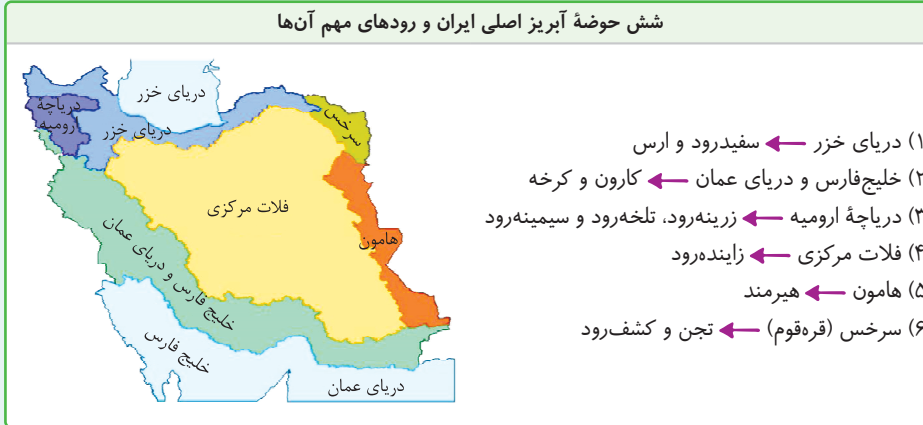 شش حوضهٔ آبریز اصلی ایران و رودهای مهم آن‌ها
۱) دریای خزر ← سفیدرود و ارس
۲) خلیج‌فارس و دریای عمان ← کارون و کرخه
۳) دریاچهٔ ارومیه ← زرینه‌رود، تلخه‌رود و سیمینه‌رود
۴) فلات مرکزی ← زاینده‌رود
۵) هامون ← هیرمند
۶) سرخس (قره‌قوم) ← تجن و کشف‌رود
دریای خزر
دریاچه
رومیه
دریای خزر
سرخس
فلات مرکزی
هامون
خلیج فارس و دریای عمان
خلیج فارس
دریای عمان